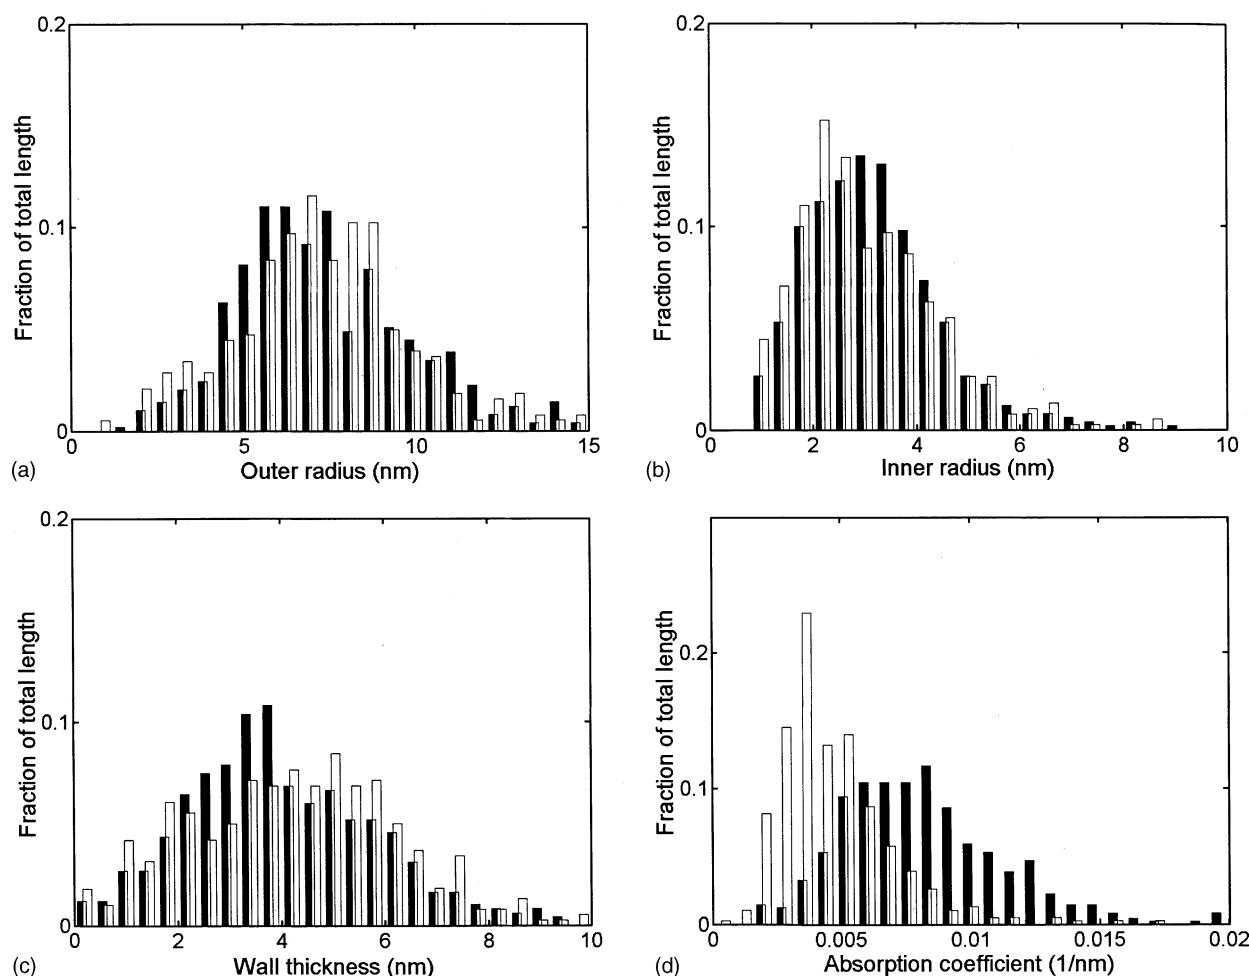 0.2
0.1
0
0
5
10
15
Fraction of total length
Outer radius (nm)
(a)
0.2
0.1
0
0
2
4
6
8
10
Fraction of total length
Inner radius (nm)
(b)
0.2
0.1
0
0
2
4
6
8
10
Fraction of total length
Wall thickness (nm)
(c)
0.2
0.1
0
0
0.005
0.01
0.015
0.02
Fraction of total length
Absorption coefficient (1/nm)
(d)